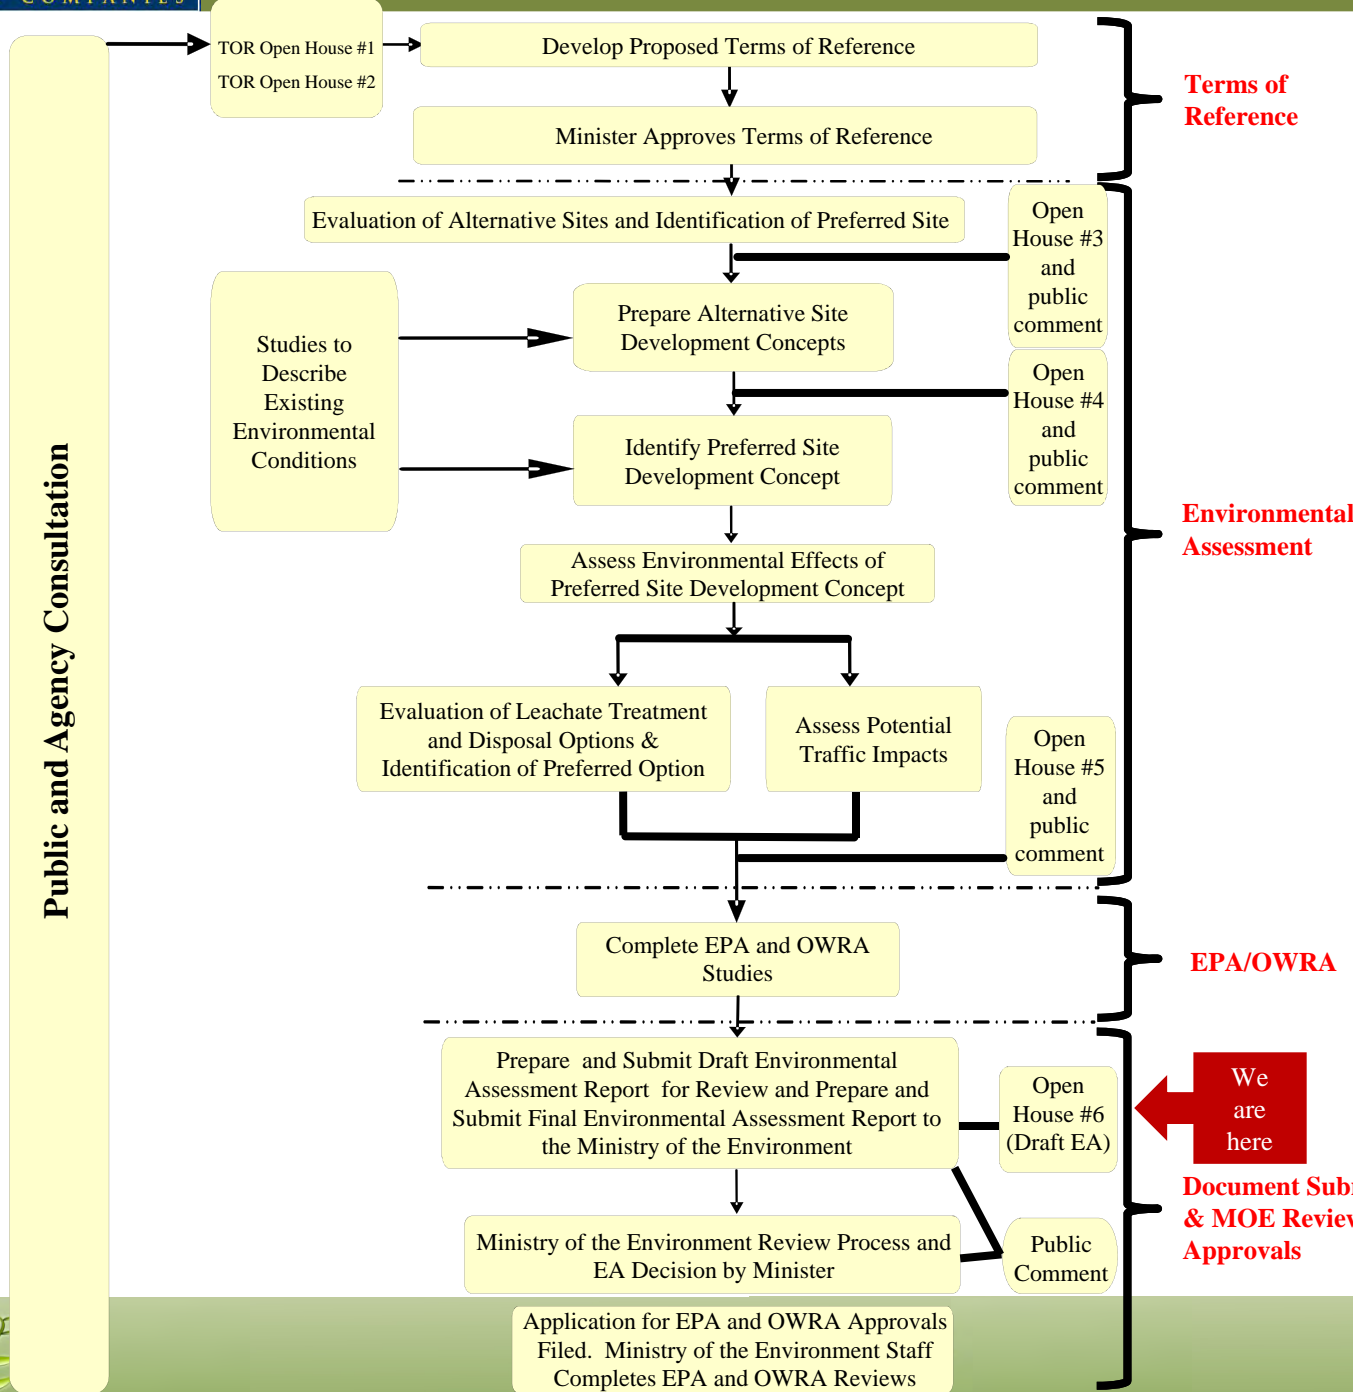 COMPANIES
TOR Open House #1
TOR Open House #2
Develop Proposed Terms of Reference
Minister Approves Terms of Reference
Terms of
Reference
Evaluation of Alternative Sites and Identification of Preferred Site
Open
House #3
and
public
comment
Studies to
Describe
Existing
Environmental
Conditions
Prepare Alternative Site
Development Concepts
Open
House #4
and
public
comment
Identify Preferred Site
Development Concept
Public and Agency Consultation
Environmental
Assessment
Assess Environmental Effects of
Preferred Site Development Concept
Evaluation of Leachate Treatment
and Disposal Options &
Identification of Preferred Option
Assess Potential
Traffic Impacts
Open
House #5
and
public
comment
Complete EPA and OWRA
Studies
EPA/OWRA
Prepare and Submit Draft Environmental
Assessment Report for Review and Prepare and
Submit Final Environmental Assessment Report to
the Ministry of the Environment
Open
House #6
(Draft EA)
We
are
here
Document
& MOE
Approvals
Ministry of the Environment Review Process and
EA Decision by Minister
Public
Comment
Application for EPA and OWRA Approvals
Filed. Ministry of the Environment Staff
Completes EPA and OWRA Reviews